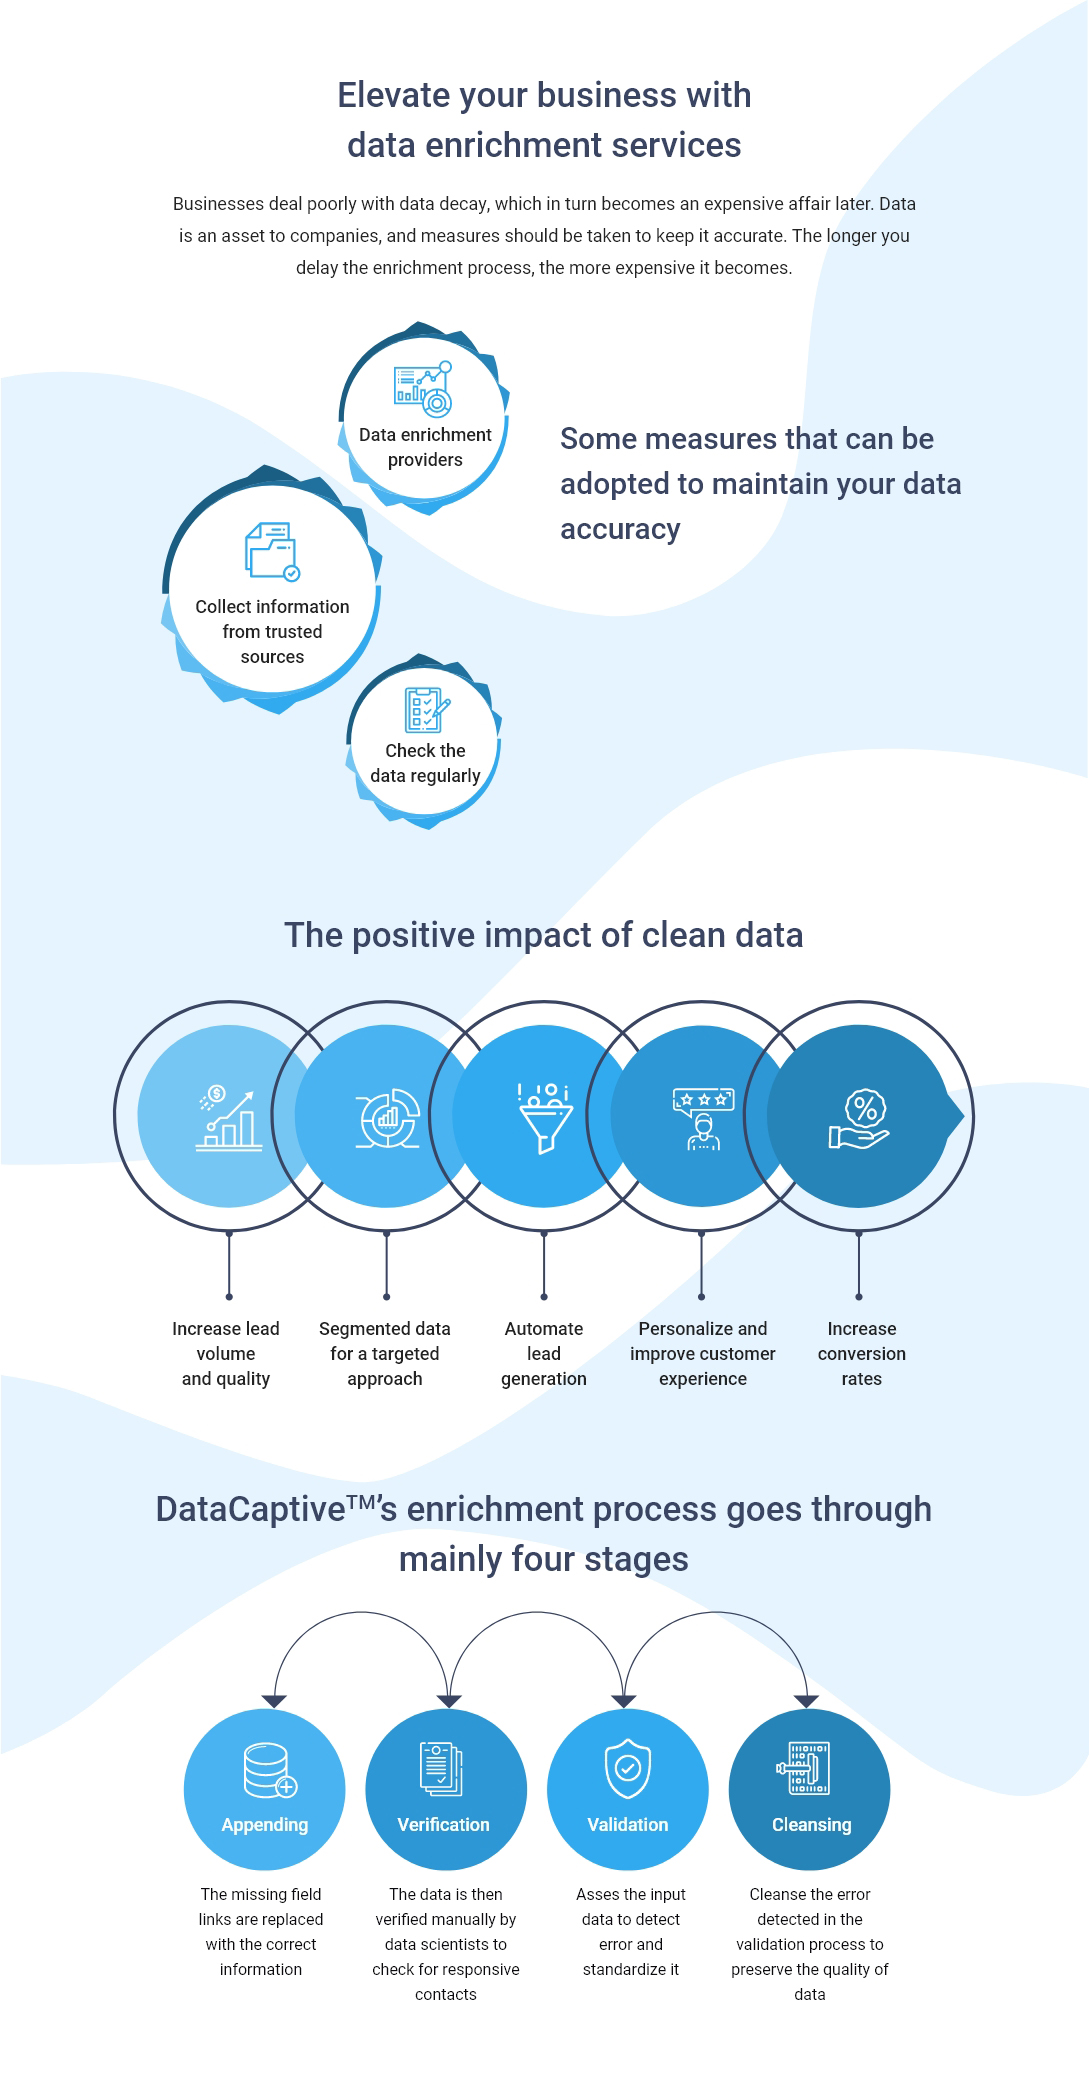 Elevate your business with
data enrichment services
Businesses deal poorly with data decay, which in turn becomes an expensive affair later. Data
is an asset to companies, and measures should be taken to keep it accurate. The longer you
delay the enrichment process, the more expensive it becomes.
Data enrichment
providers
Some measures that can be
adopted to maintain your data
accuracy
Collect information
from trusted
sources
Check the
data regularly
The positive impact of clean data
Increase lead
volume
and quality
Segmented data
for a targeted
approach
Automate
lead
generation
Personalize and
improve customer
experience
Increase
conversion
rates
DataCaptive™’s enrichment process goes through
mainly four stages
Appending
The missing field
links are replaced
with the correct
information
Verification
The data is then
verified manually by
data scientists to
check for responsive
contacts
Validation
Asses the input
data to detect
error and
standardize it
Cleansing
Cleanse the error
detected in the
validation process to
preserve the quality of
data